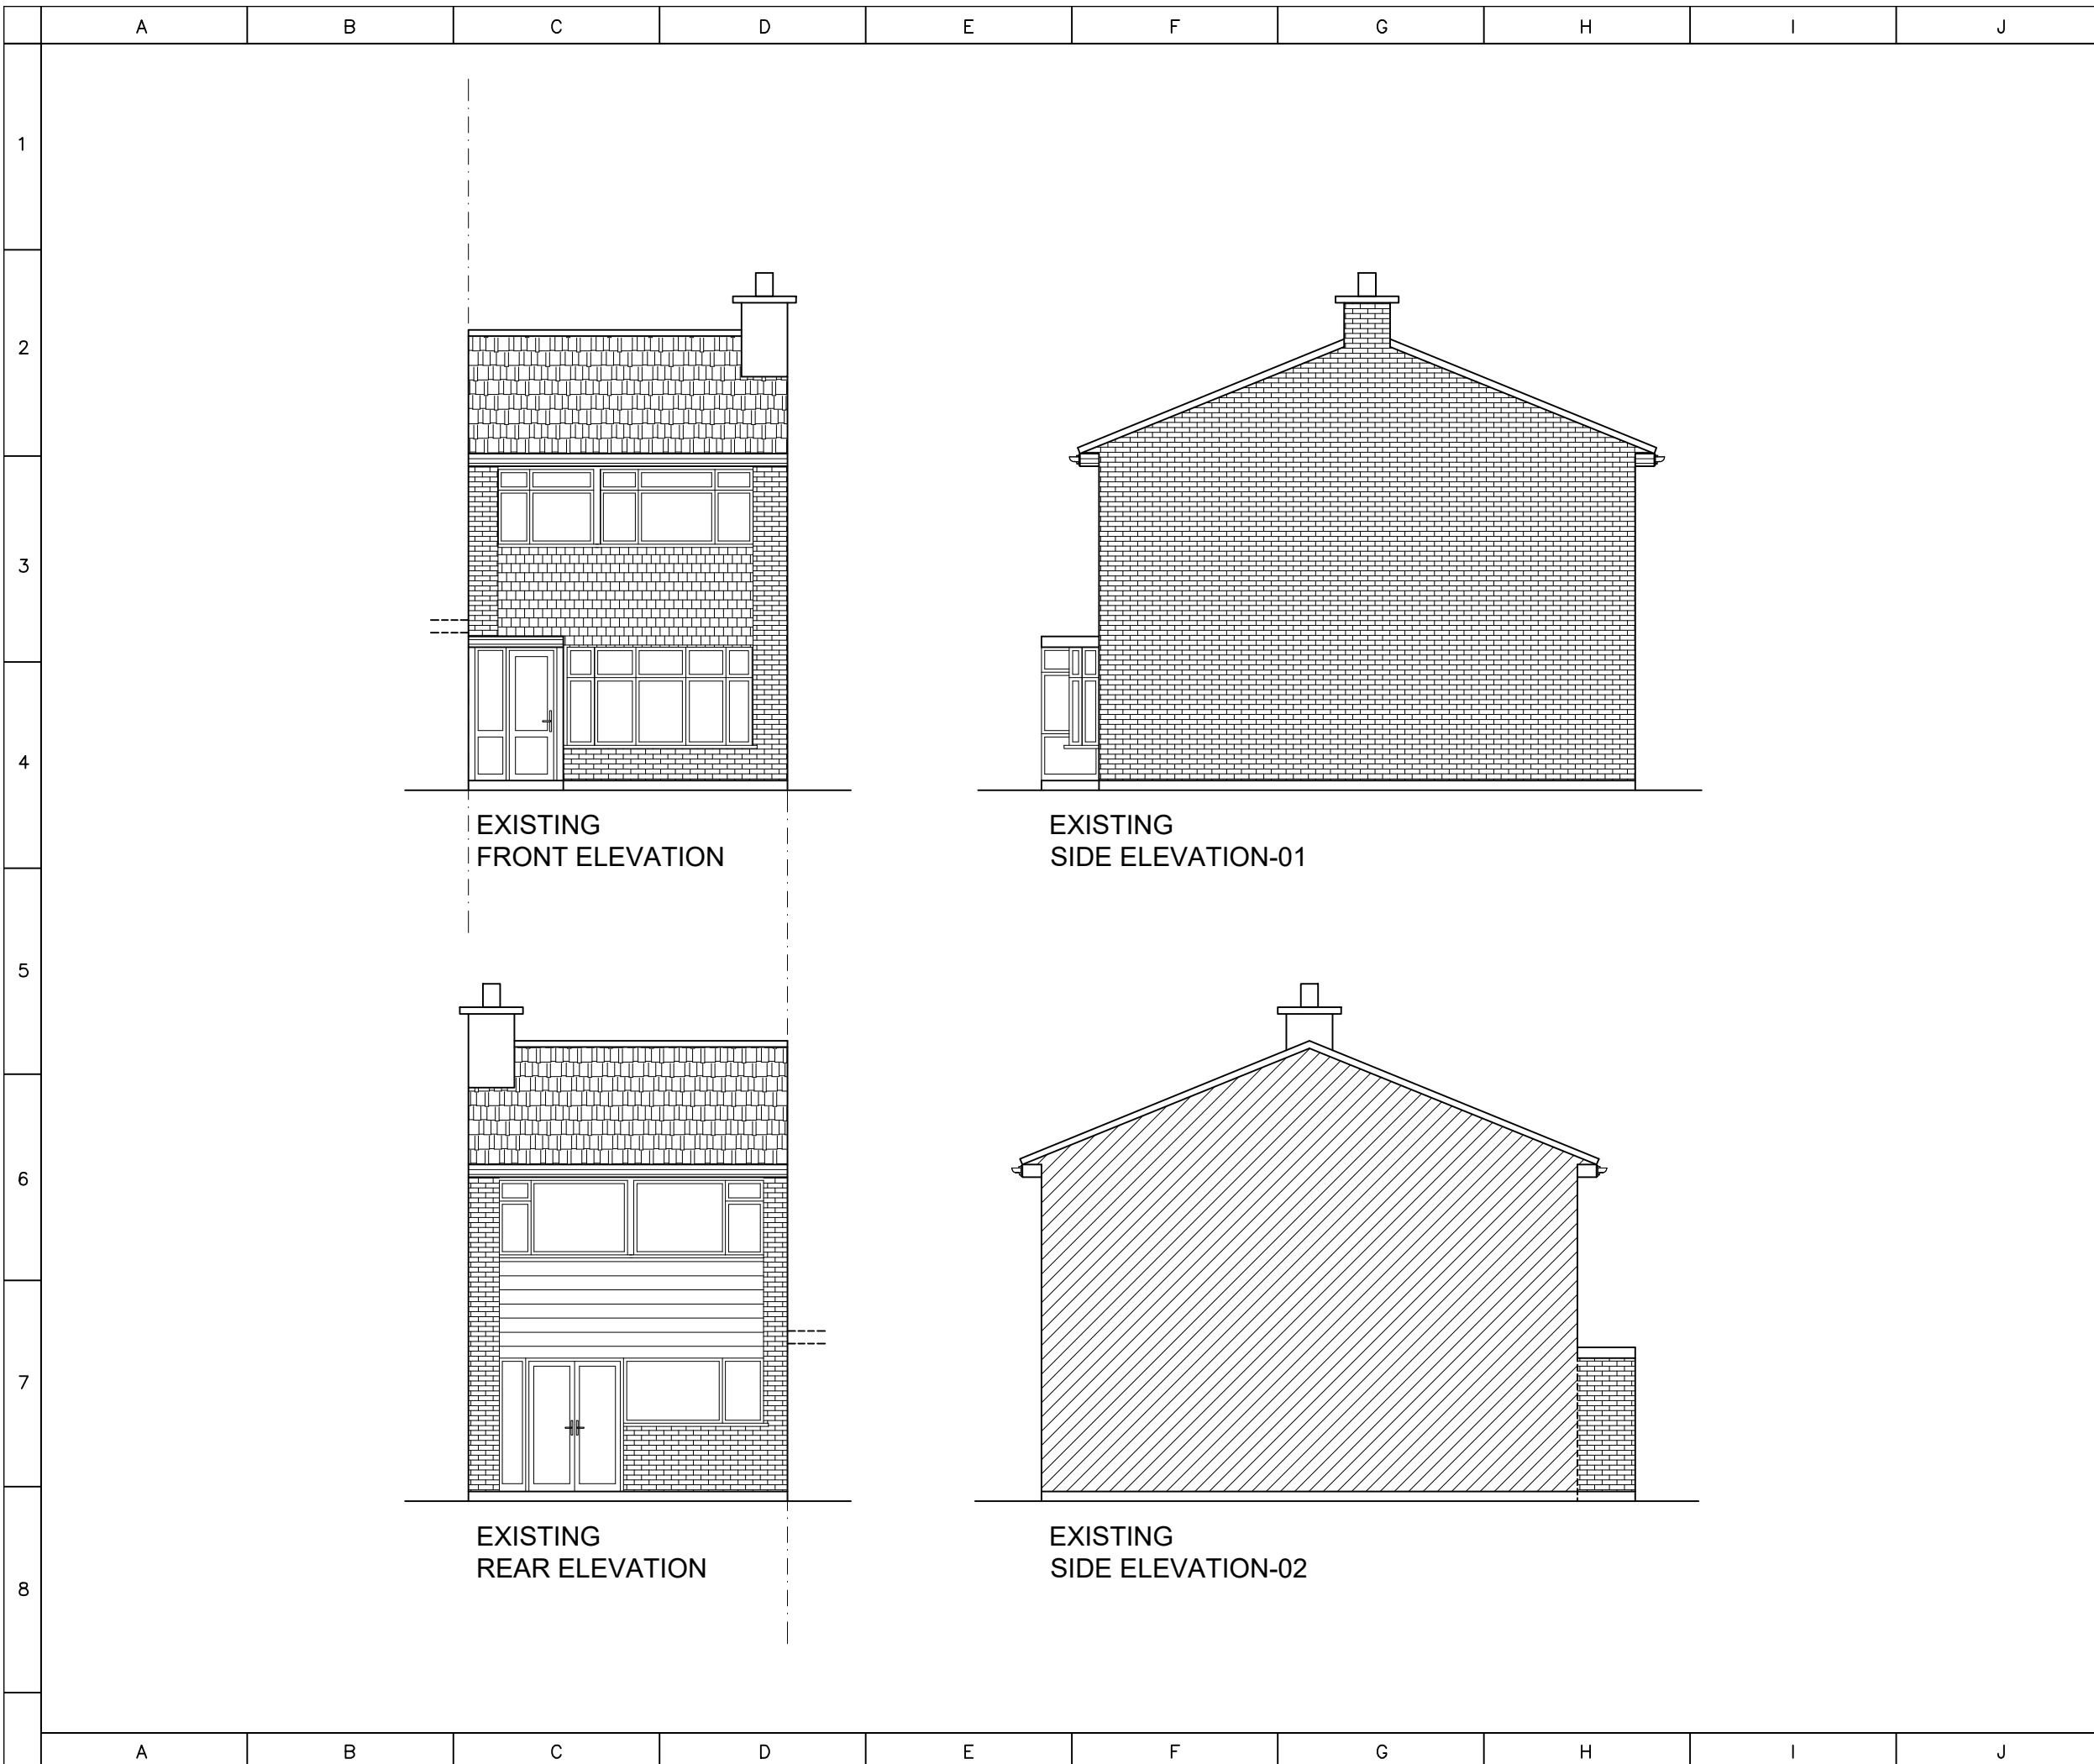 A B C D E F G H I J
1
2
3
4
EXISTING
FRONT ELEVATION
EXISTING
SIDE ELEVATION-01
5
6
7
8
EXISTING
REAR ELEVATION
EXISTING
SIDE ELEVATION-02
A B C D E F G H I J